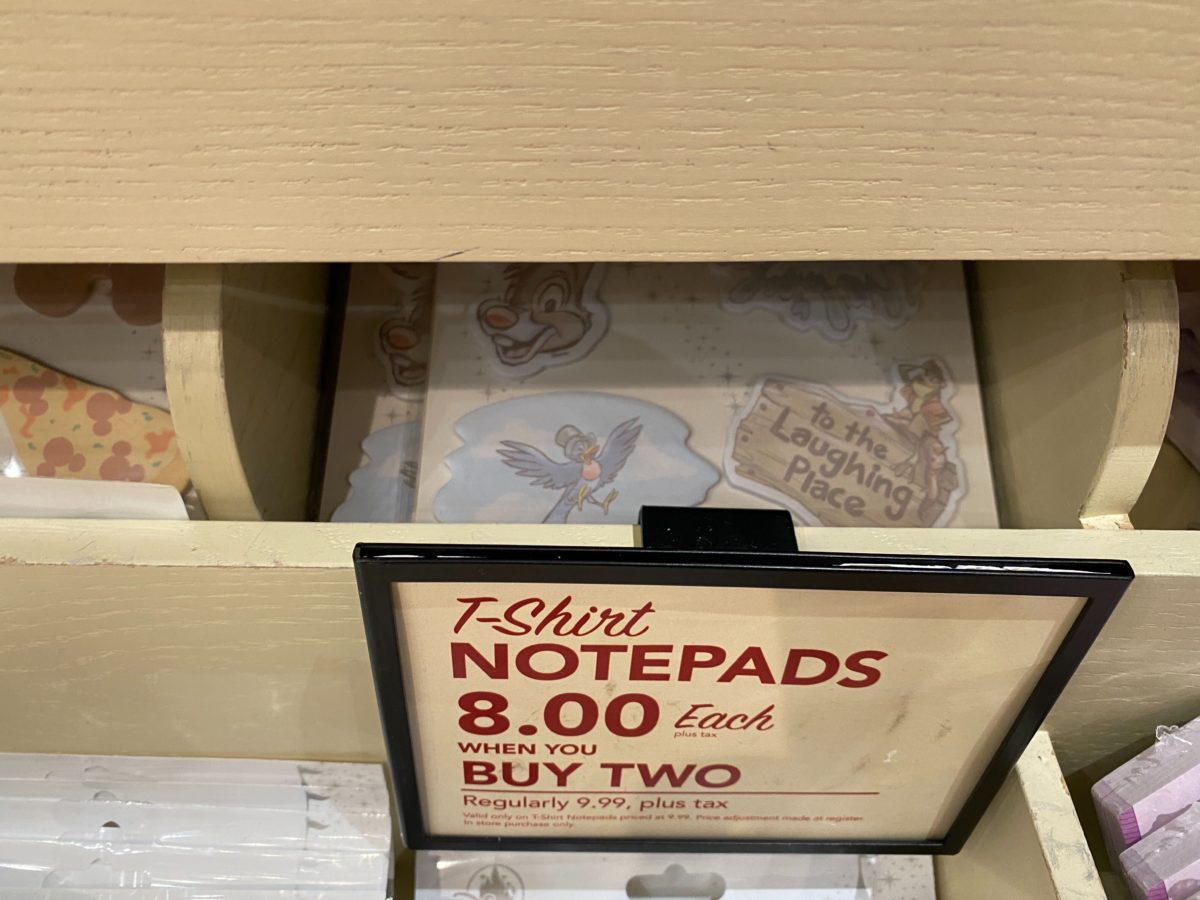 to the
Laughing
Place
T-Shirt
NOTEPADS
8.00 Each
plus tax
WHEN YOU
BUY TWO
Regularly 9.99, plus tax
Valid only on T-Shirt Notepads priced at 9.99. Price adjustment made at register.
In store purchase only.